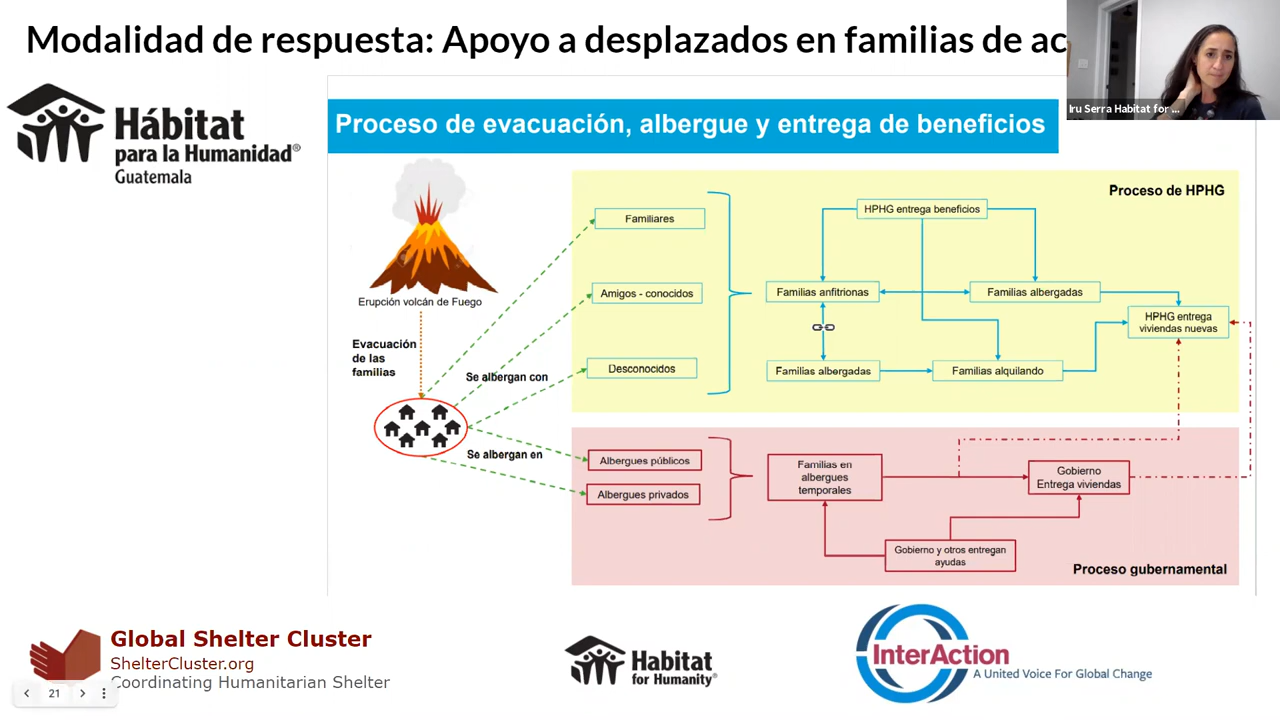 Modalidad de respuesta: Apoyo a desplazados en familias de ac
Iru Serra Habitat for ...
Hábitat
para la Humanidad®
Guatemala
Proceso de evacuación, albergue y entrega de beneficios
Proceso de HPHG
Erupción volcán de Fuego
Evacuación
de las
familias
Se albergan con
Se albergan en
Familiares
Amigos - conocidos
Desconocidos
HPHG entrega beneficios
Familias anfitrionas
Familias albergadas
HPHG entrega
viviendas nuevas
Familias albergadas
Familias alquilando
Albergues públicos
Albergues privados
Familias en
albergues
temporales
Gobierno
Entrega viviendas
Gobierno y otros entregan
ayudas
Proceso gubernamental
Global Shelter Cluster
ShelterCluster.org
Coordinating Humanitarian Shelter
21
Habitat
for Humanity®
InterAction
A United Voice For Global Change